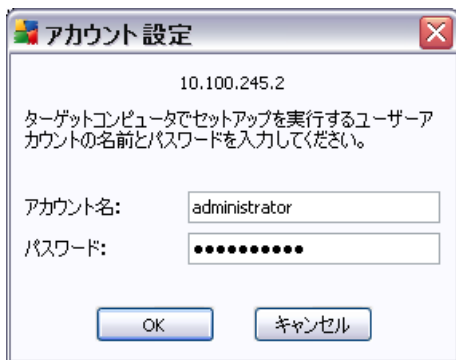 アカウント設定
10.100.245.2
ターゲットコンピュータでセットアップを実行するユーザーア
カウントの名前とパスワードを入力してください。
アカウント名: administrator
パスワード: ●●●●●●●●●●
OK キャンセル